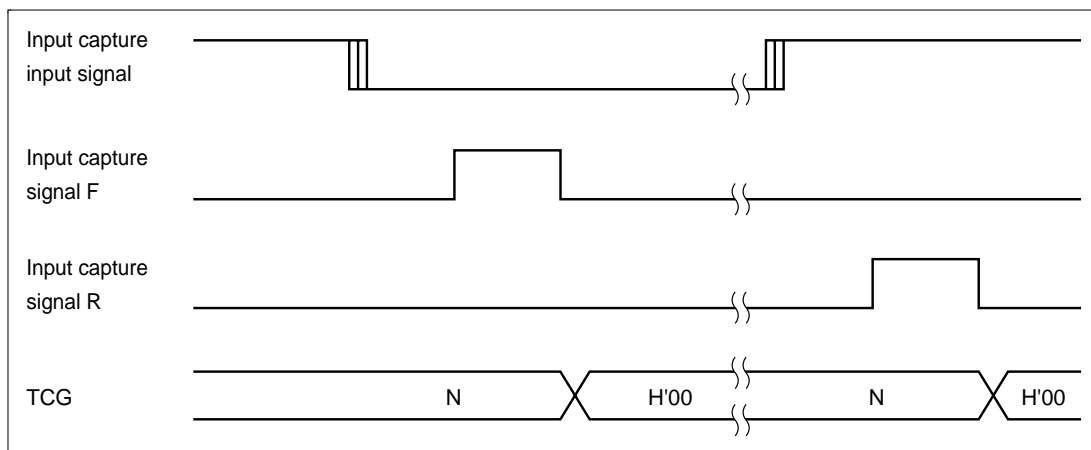 Input capture
input signal
Input capture
signal F
Input capture
signal R
TCG N H'00 N H'00